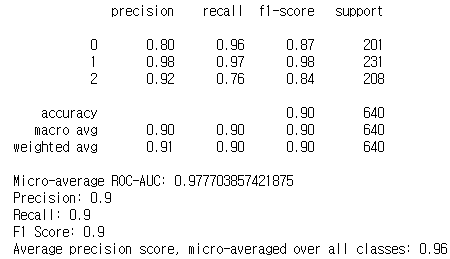 precision recall f1-score support
0 0.80 0.96 0.87 201
1 0.98 0.97 0.98 231
2 0.92 0.76 0.84 208
accuracy 0.90 640
macro avg 0.90 0.90 0.90 640
weighted avg 0.91 0.90 0.90 640
Micro-average ROC-AUC: 0.977703857421875
Precision: 0.9
Recall: 0.9
F1 Score: 0.9
Average precision score, micro-averaged over all classes: 0.96